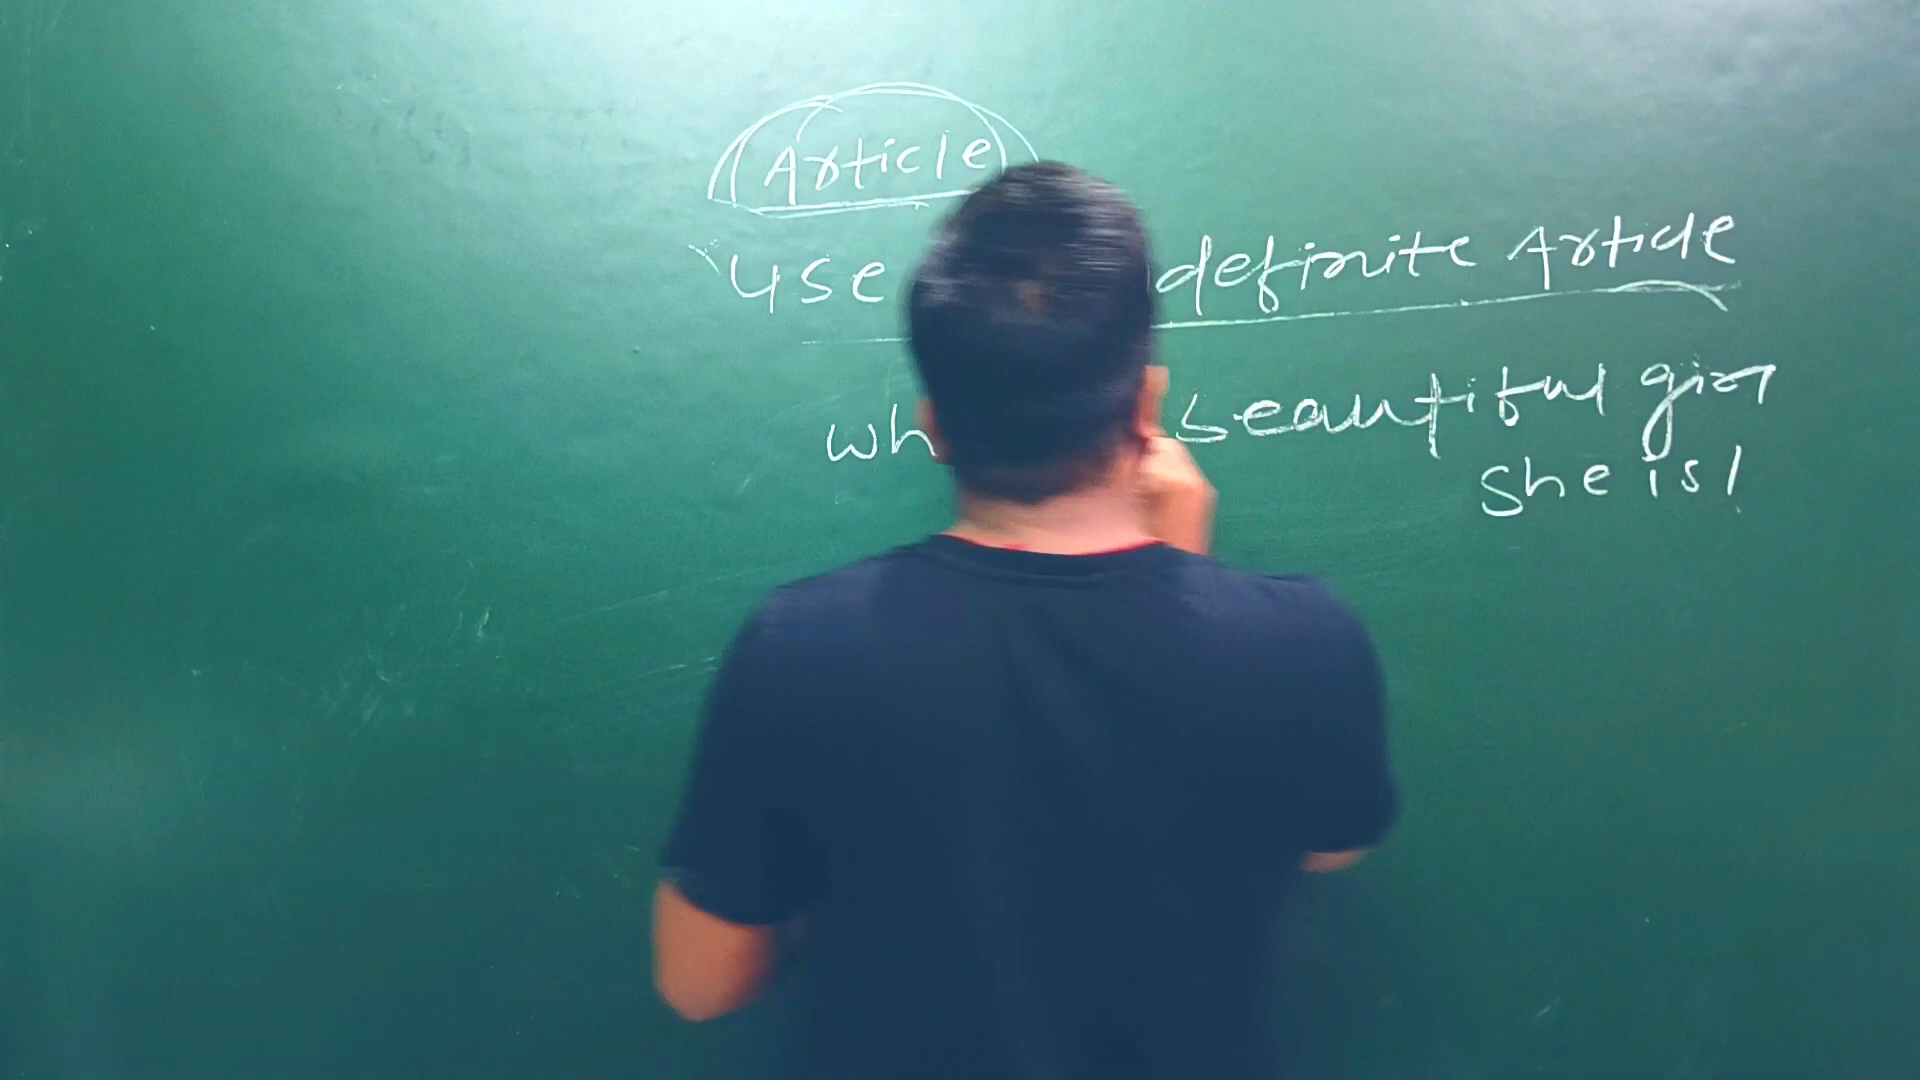 Article
use definite Article
wh beautiful girl
she is!